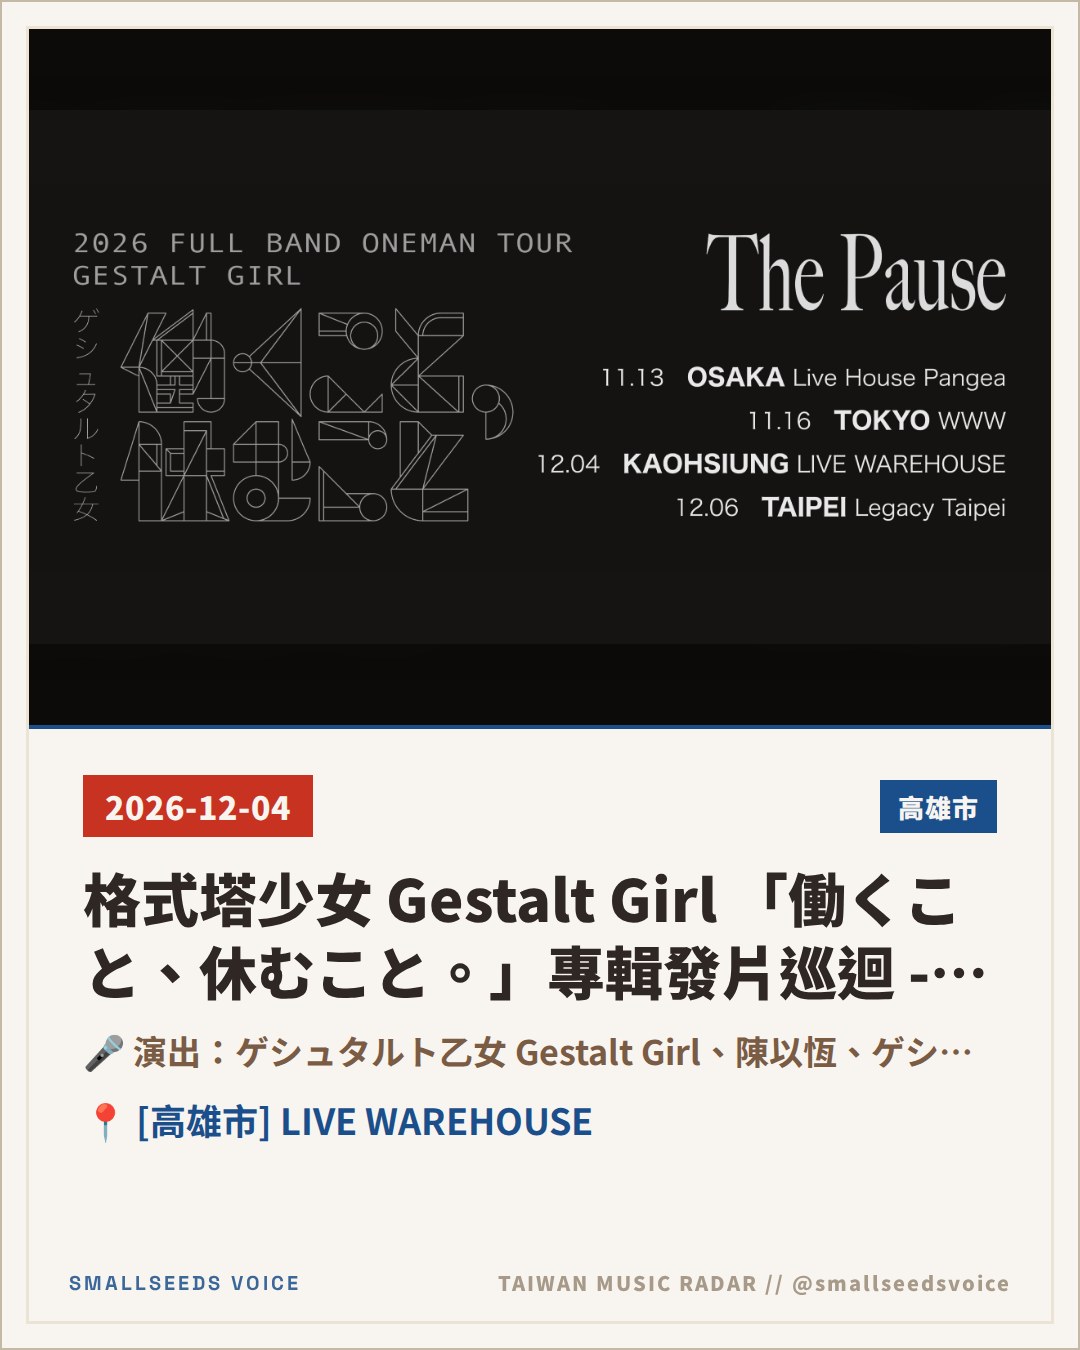 2026 FULL BAND ONEMAN TOUR
GESTALT GIRL
ゲシュタルト乙女
働くこと,
休むこと
The Pause
11.13 OSAKA Live House Pangea
11.16 TOKYO WWW
12.04 KAOHSIUNG LIVE WAREHOUSE
12.06 TAIPEI Legacy Taipei
2026-12-04
高雄市
格式塔少女 Gestalt Girl 「働くこ
と、休むこと。」專輯發片巡迴 -…
🎤 演出：ゲシュタルト乙女 Gestalt Girl、陳以恆、ゲシ…
📍 [高雄市] LIVE WAREHOUSE
SMALLSEEDS VOICE
TAIWAN MUSIC RADAR // @smallseedsvoice